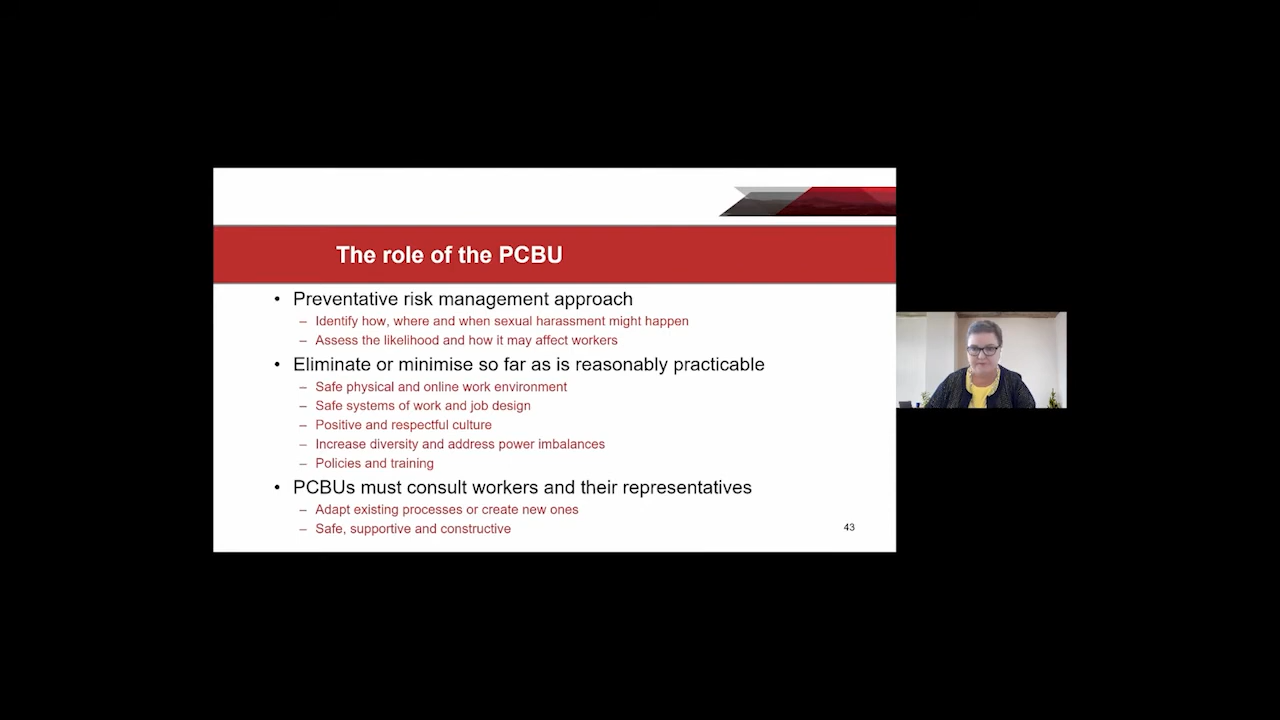 The role of the PCBU
• Preventative risk management approach
– Identify how, where and when sexual harassment might happen
– Assess the likelihood and how it may affect workers
• Eliminate or minimise so far as is reasonably practicable
– Safe physical and online work environment
– Safe systems of work and job design
– Positive and respectful culture
– Increase diversity and address power imbalances
– Policies and training
• PCBUs must consult workers and their representatives
– Adapt existing processes or create new ones
– Safe, supportive and constructive
43